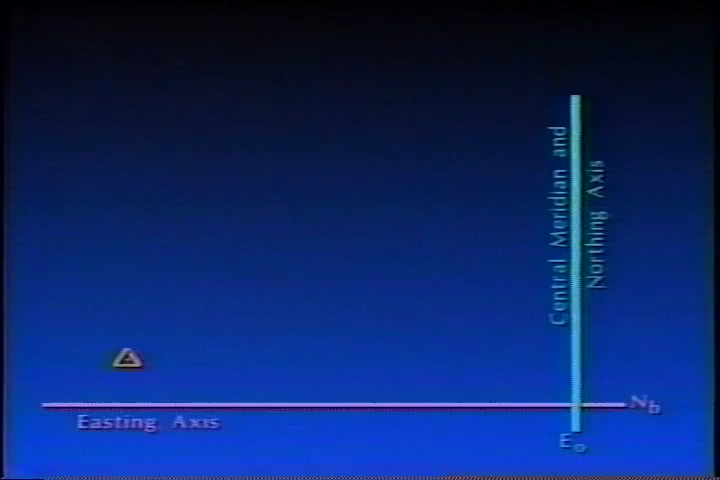 Central Meridian and
Northing Axis
N_b
Easting Axis
E_o